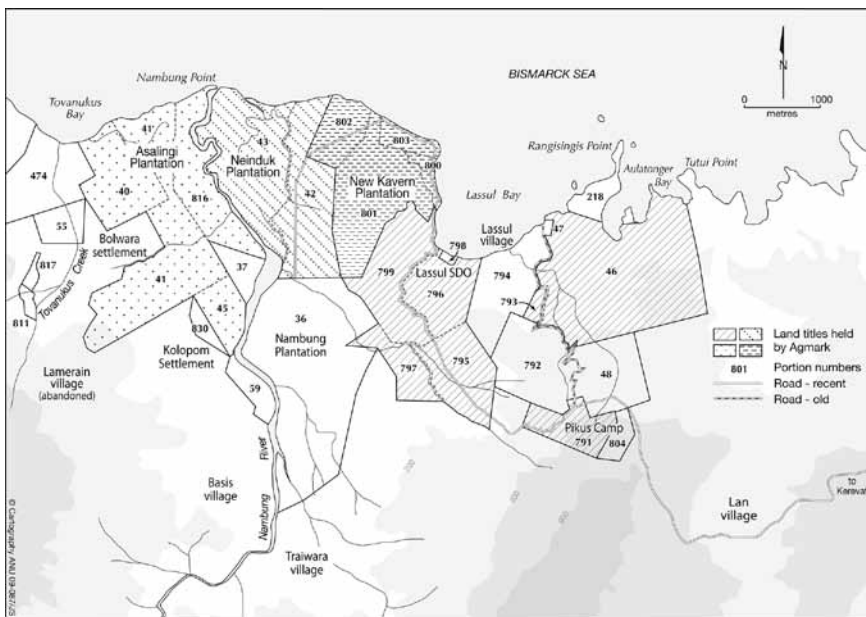 Nambung Point
BISMARCK SEA
N
0 1000
metres
Tovanukus
Bay
41
Asalingi
Plantation
43
Neinduk
Plantation
802
803
800
Rangisingis Point
Aulatonger
Bay
Tutui Point
474
40
816
42
New Kavern
Plantation
801
Lassul Bay
218
55
Bolwara
settlement
Lassul
village
47
798
Lassul SDO
817
Tovanukus Creek
41
37
799
796
794
793
46
811
45
36
Nambung
Plantation
830
Kolopom
Settlement
797
795
792
48
Land titles held
by Agmark
801 Portion numbers
Road - recent
Road - old
Lamerain
village
(abandoned)
59
Pikus Camp
791
804
Basis
village
Nambung River
Lan
village
to
Kerevat
Traiwara
village